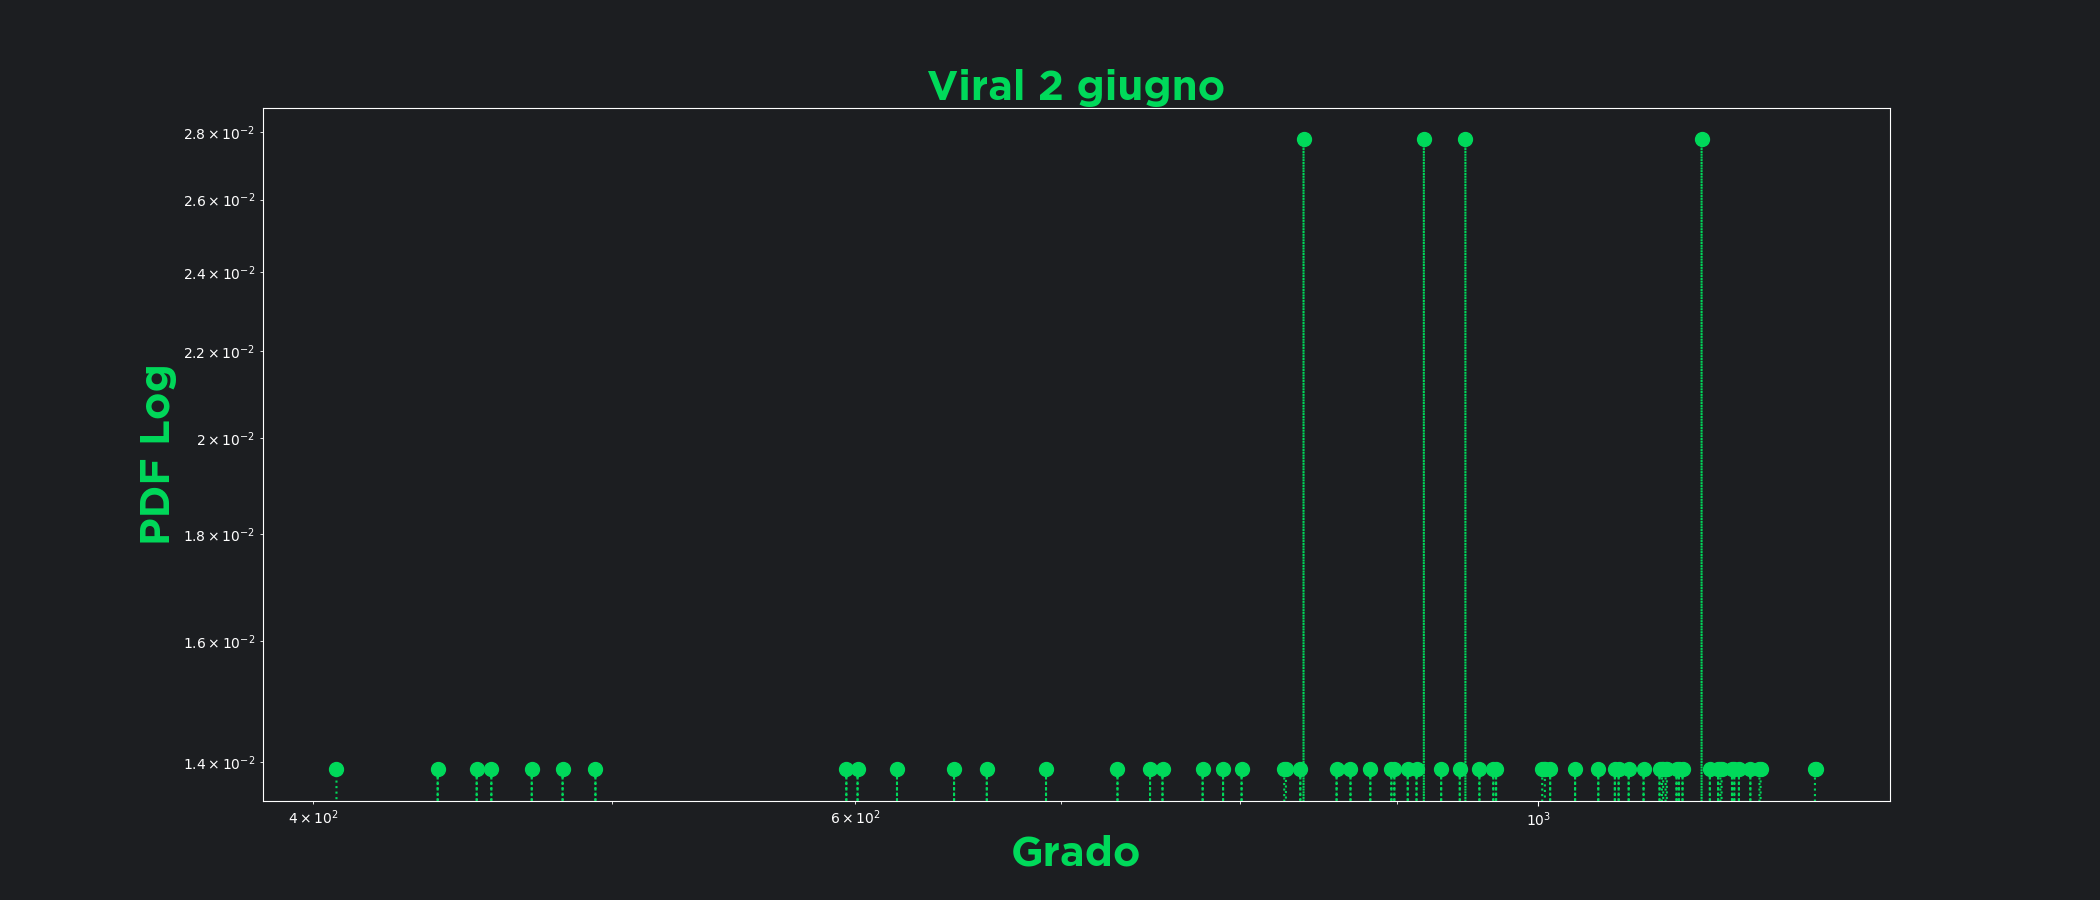 Viral 2 giugno
2.8 × 10⁻²
2.6 × 10⁻²
2.4 × 10⁻²
2.2 × 10⁻²
2 × 10⁻²
1.8 × 10⁻²
1.6 × 10⁻²
1.4 × 10⁻²
PDF Log
4 × 10² 6 × 10² 10³
Grado